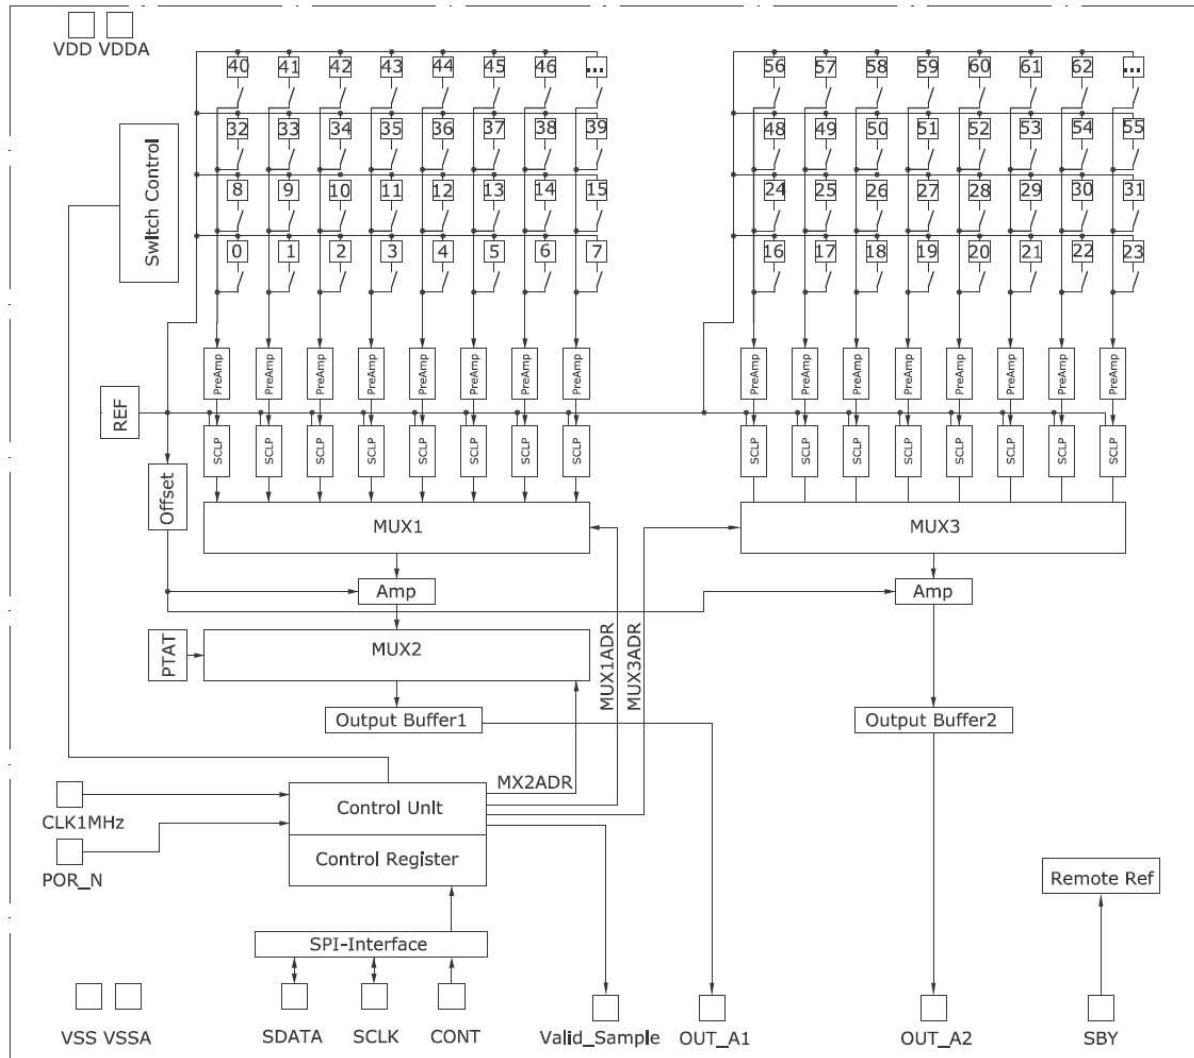 VDD VDDA
40 41 42 43 44 45 46 ... 56 57 58 59 60 61 62 ...
32 33 34 35 36 37 38 39 48 49 50 51 52 53 54 55
Switch Control
8 9 10 11 12 13 14 15 24 25 26 27 28 29 30 31
0 1 2 3 4 5 6 7 16 17 18 19 20 21 22 23
PreAmp PreAmp PreAmp PreAmp PreAmp PreAmp PreAmp PreAmp PreAmp PreAmp PreAmp PreAmp PreAmp PreAmp PreAmp PreAmp
REF
SCLP SCLP SCLP SCLP SCLP SCLP SCLP SCLP SCLP SCLP SCLP SCLP SCLP SCLP SCLP SCLP
Offset
MUX1 MUX3
Amp Amp
PTAT
MUX2
MUX1ADR
MUX3ADR
Output Buffer1 Output Buffer2
MX2ADR
CLK1MHz
Control Unit
POR_N
Control Register
Remote Ref
SPI-Interface
VSS VSSA SDATA SCLK CONT Valid_Sample OUT_A1 OUT_A2 SBY